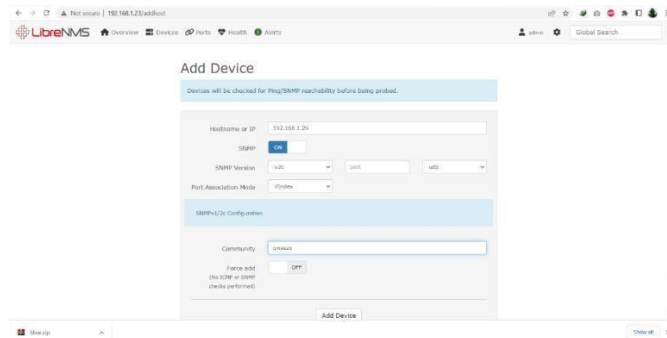 Not secure | 192.168.1.23/addhost
LibreNMS Overview Devices Ports Health Alerts admin Global Search
Add Device
Devices will be checked for Ping/SNMP reachability before being probed.
Hostname or IP 192.168.1.29
SNMP ON
SNMP Version v2c port udp
Port Association Mode ifIndex
SNMPv1/2c Configuration
Community
Force add OFF
(No ICMP or SNMP
checks performed)
Add Device
Show all